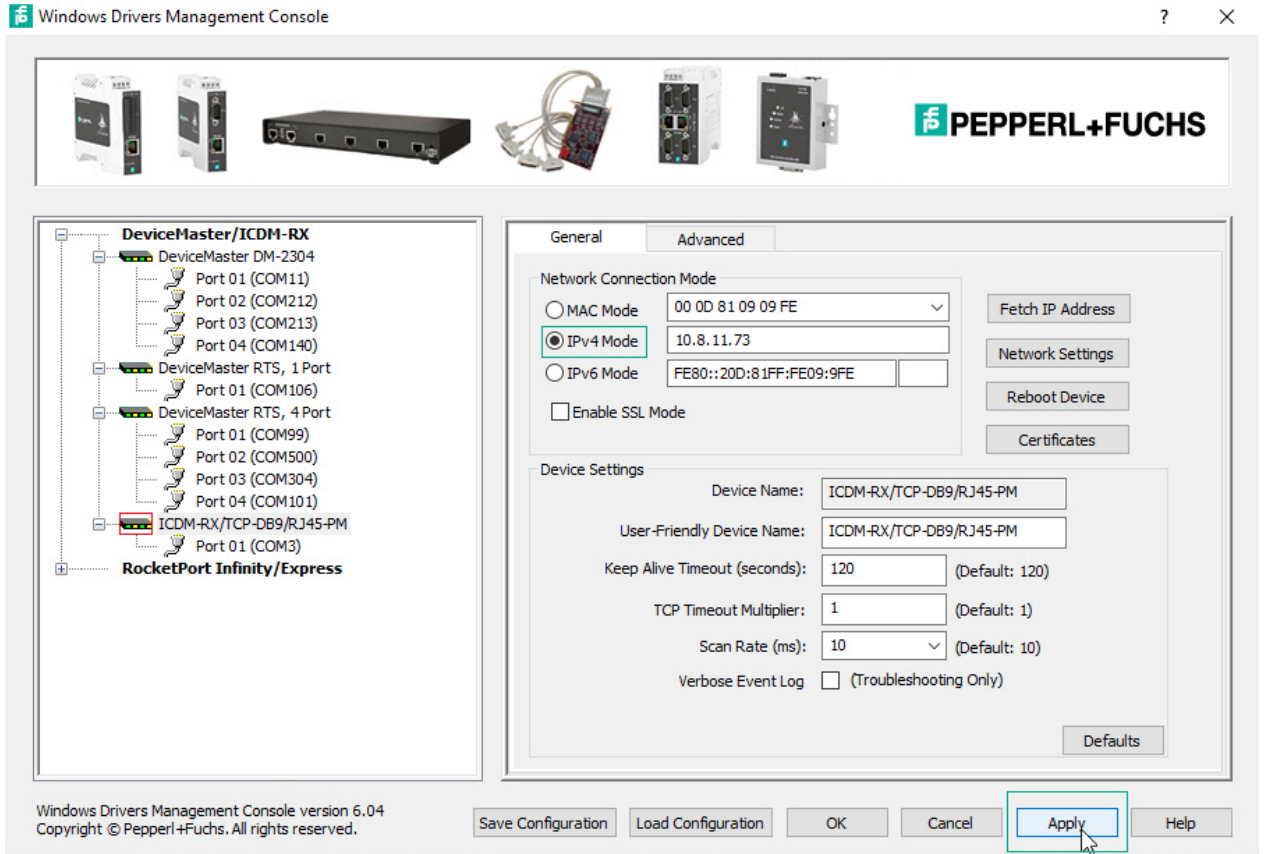 Windows Drivers Management Console
?
PEPPERL+FUCHS
DeviceMaster/ICDM-RX
DeviceMaster DM-2304
Port 01 (COM11)
Port 02 (COM212)
Port 03 (COM213)
Port 04 (COM140)
DeviceMaster RTS, 1 Port
Port 01 (COM106)
DeviceMaster RTS, 4 Port
Port 01 (COM99)
Port 02 (COM500)
Port 03 (COM304)
Port 04 (COM101)
ICDM-RX/TCP-DB9/RJ45-PM
Port 01 (COM3)
RocketPort Infinity/Express
General
Advanced
Network Connection Mode
MAC Mode
00 0D 81 09 09 FE
IPv4 Mode
10.8.11.73
IPv6 Mode
FE80::20D:81FF:FE09:9FE
Enable SSL Mode
Fetch IP Address
Network Settings
Reboot Device
Certificates
Device Settings
Device Name:
ICDM-RX/TCP-DB9/RJ45-PM
User-Friendly Device Name:
ICDM-RX/TCP-DB9/RJ45-PM
Keep Alive Timeout (seconds):
120
(Default: 120)
TCP Timeout Multiplier:
1
(Default: 1)
Scan Rate (ms):
10
(Default: 10)
Verbose Event Log
(Troubleshooting Only)
Defaults
Windows Drivers Management Console version 6.04
Copyright © Pepperl+Fuchs. All rights reserved.
Save Configuration
Load Configuration
OK
Cancel
Apply
Help